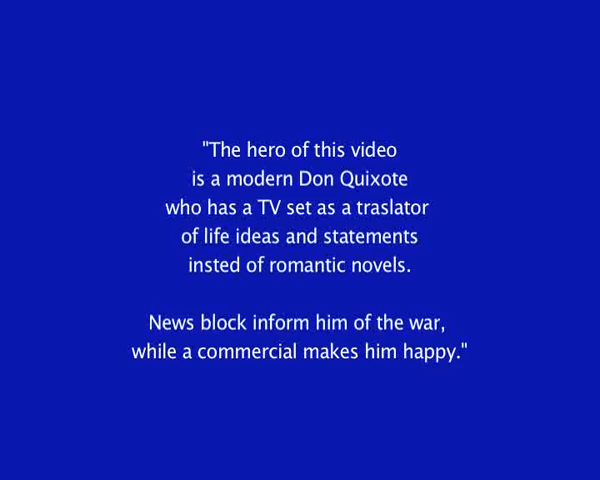 "The hero of this video
is a modern Don Quixote
who has a TV set as a traslator
of life ideas and statements
insted of romantic novels.
News block inform him of the war,
while a commercial makes him happy."